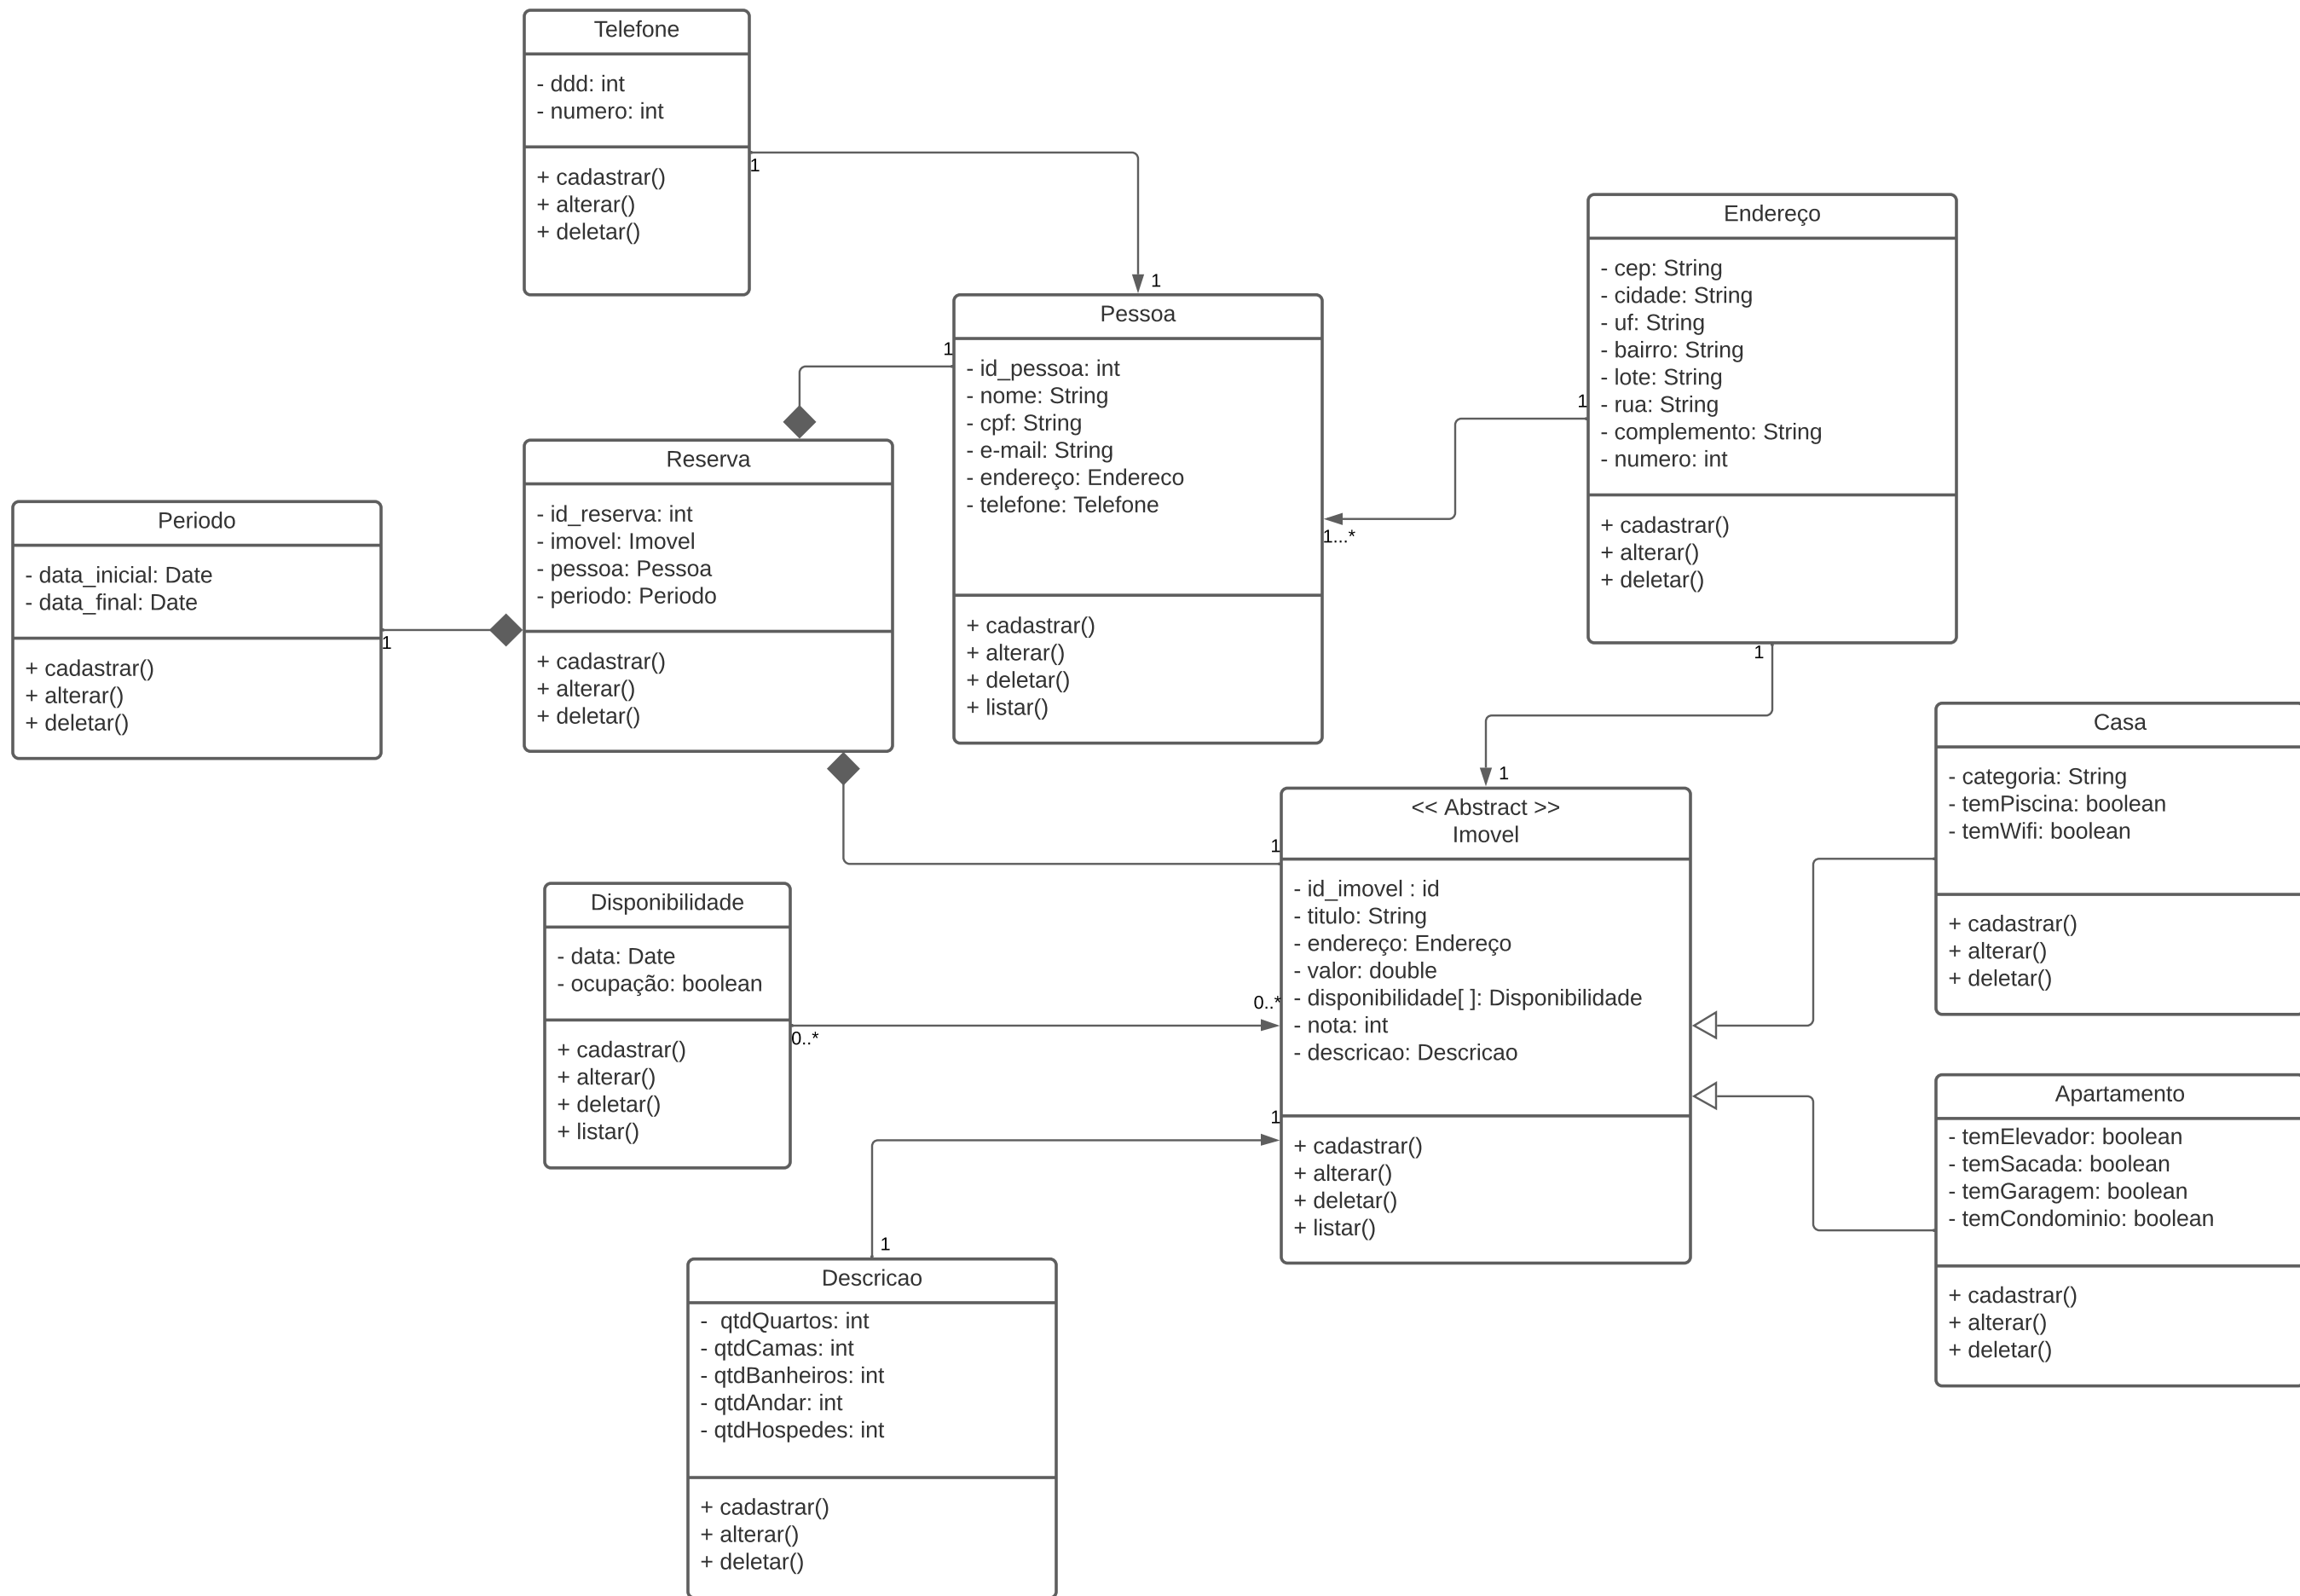 Telefone
- ddd: int
- numero: int
+ cadastrar()
+ alterar()
+ deletar()
1
1
Pessoa
- id_pessoa: int
- nome: String
- cpf: String
- e-mail: String
- endereço: Endereco
- telefone: Telefone
+ cadastrar()
+ alterar()
+ deletar()
+ listar()
1
1...*
Endereço
- cep: String
- cidade: String
- uf: String
- bairro: String
- lote: String
- rua: String
- complemento: String
- numero: int
+ cadastrar()
+ alterar()
+ deletar()
1
1
Reserva
- id_reserva: int
- imovel: Imovel
- pessoa: Pessoa
- periodo: Periodo
+ cadastrar()
+ alterar()
+ deletar()
Periodo
- data_inicial: Date
- data_final: Date
+ cadastrar()
+ alterar()
+ deletar()
1
1
<< Abstract >>
Imovel
- id_imovel : id
- titulo: String
- endereço: Endereço
- valor: double
- disponibilidade[ ]: Disponibilidade
- nota: int
- descricao: Descricao
+ cadastrar()
+ alterar()
+ deletar()
+ listar()
1
0..*
1
Casa
- categoria: String
- temPiscina: boolean
- temWifi: boolean
+ cadastrar()
+ alterar()
+ deletar()
Disponibilidade
- data: Date
- ocupação: boolean
+ cadastrar()
+ alterar()
+ deletar()
+ listar()
0..*
Apartamento
- temElevador: boolean
- temSacada: boolean
- temGaragem: boolean
- temCondominio: boolean
+ cadastrar()
+ alterar()
+ deletar()
1
Descricao
-  qtdQuartos: int
- qtdCamas: int
- qtdBanheiros: int
- qtdAndar: int
- qtdHospedes: int
+ cadastrar()
+ alterar()
+ deletar()